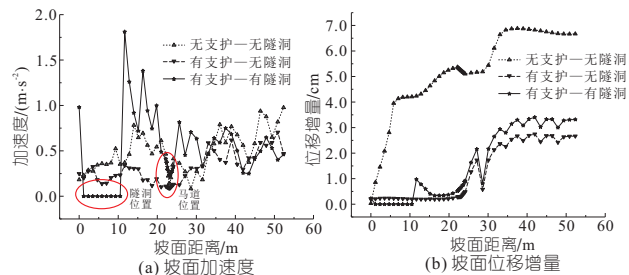 (a)
加速度/(m·s⁻²)
2.0
1.5
1.0
0.5
0.0
无支护—无隧洞
有支护—无隧洞
有支护—有隧洞
隧洞
位置
马道
位置
0 10 20 30 40 50 60
坡面距离/m
(a) 坡面加速度
(b)
位移增量/cm
7.0
6.0
5.0
4.0
3.0
2.0
1.0
0.0
无支护—无隧洞
有支护—无隧洞
有支护—有隧洞
0 10 20 30 40 50 60
坡面距离/m
(b) 坡面位移增量